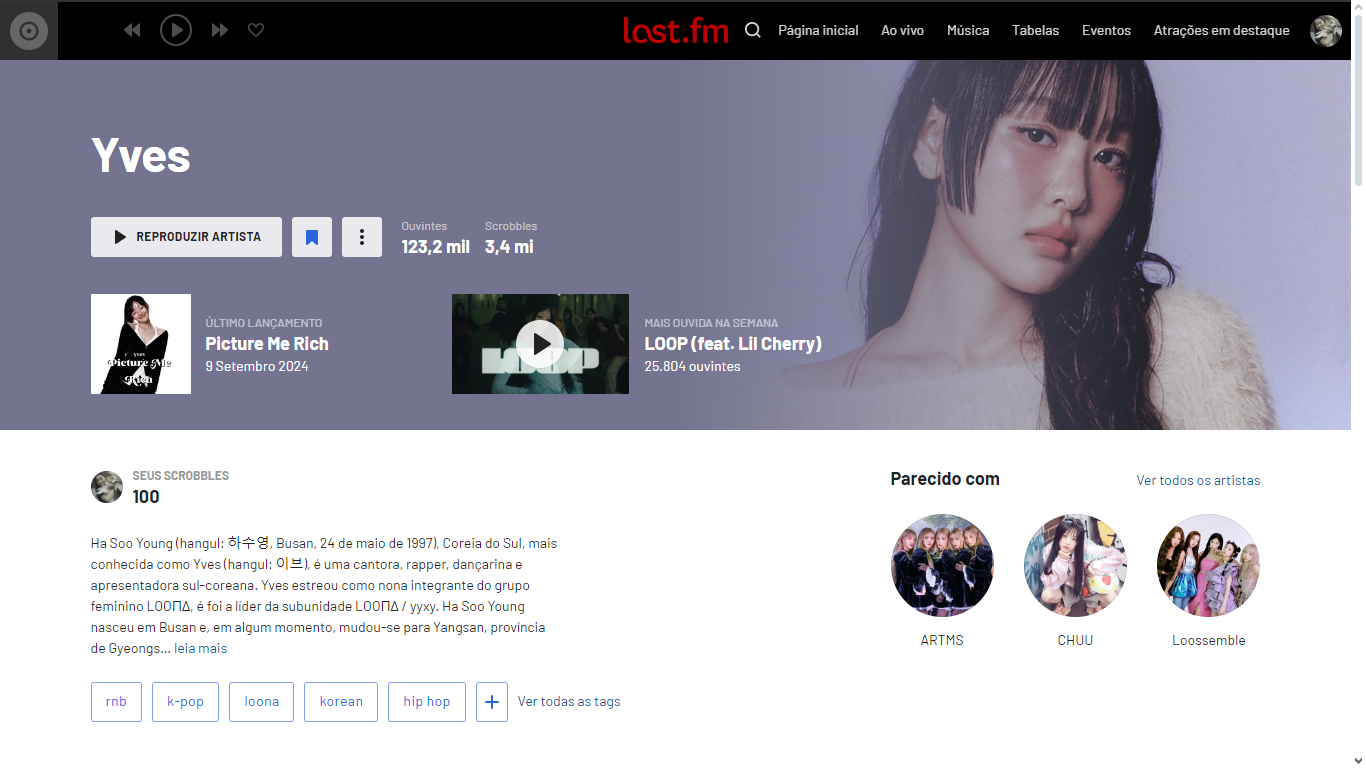 last.fm
Página inicial
Ao vivo
Música
Tabelas
Eventos
Atrações em destaque
Yves
REPRODUZIR ARTISTA
Ouvintes
123,2 mil
Scrobbles
3,4 mi
YVES
Picture Me
Rich
ÚLTIMO LANÇAMENTO
Picture Me Rich
9 Setembro 2024
LOOP
MAIS OUVIDA NA SEMANA
LOOP (feat. Lil Cherry)
25.804 ouvintes
SEUS SCROBBLES
100
Ha Soo Young (hangul: 하수영, Busan, 24 de maio de 1997), Coreia do Sul, mais
conhecida como Yves (hangul: 이브), é uma cantora, rapper, dançarina e
apresentadora sul-coreana. Yves estreou como nona integrante do grupo
feminino LOOΠΔ, é foi a líder da subunidade LOOΠΔ / yyxy. Ha Soo Young
nasceu em Busan e, em algum momento, mudou-se para Yangsan, província
de Gyeongs… leia mais
rnb
k-pop
loona
korean
hip hop
+
Ver todas as tags
Parecido com
Ver todos os artistas
ARTMS
CHUU
Loossemble